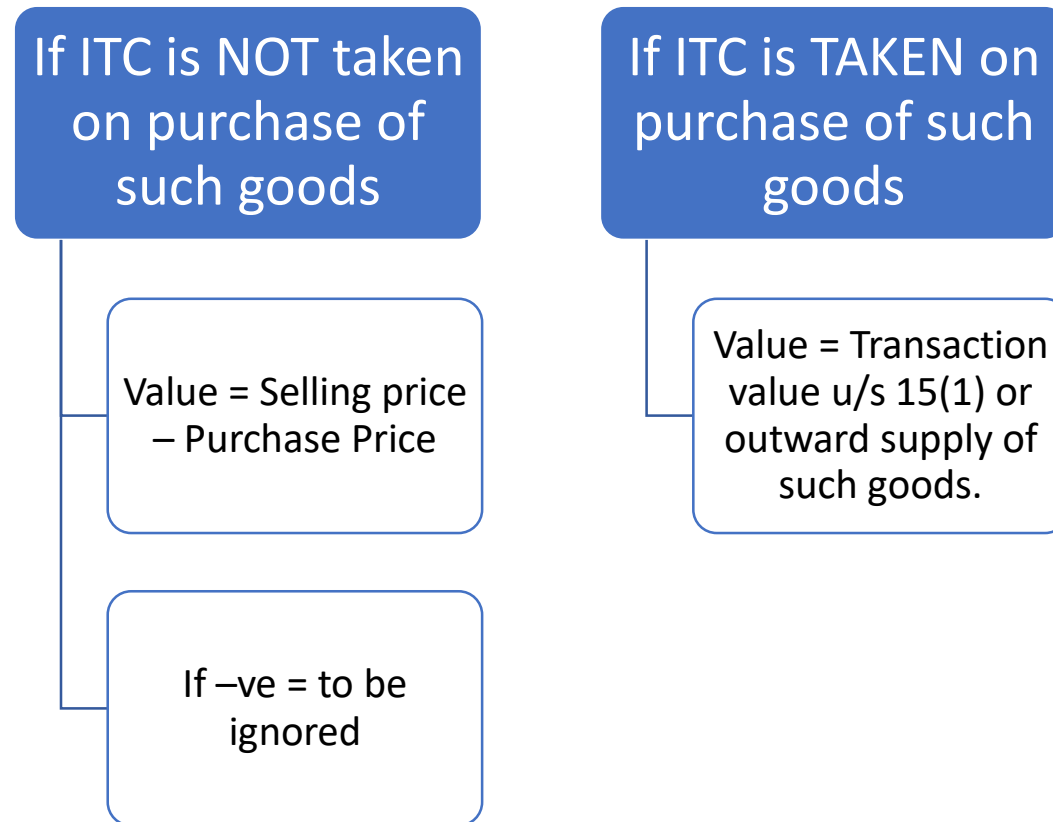 If ITC is NOT taken
on purchase of
such goods
Value = Selling price
– Purchase Price
If –ve = to be
ignored
If ITC is TAKEN on
purchase of such
goods
Value = Transaction
value u/s 15(1) or
outward supply of
such goods.